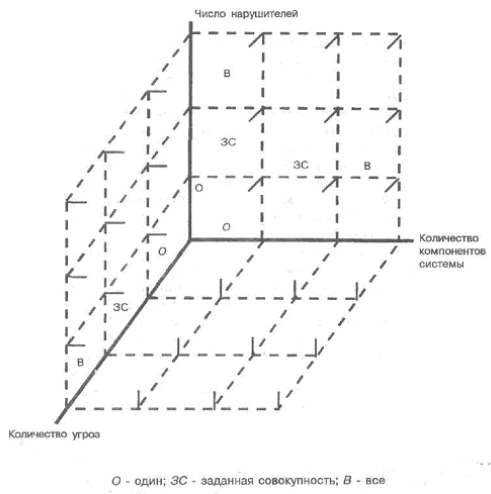 Число нарушителей
В
ЗС
ЗС
В
О
О
О
Количество
компонентов
системы
ЗС
В
Количество угроз
О - один; ЗС - заданная совокупность; В - все